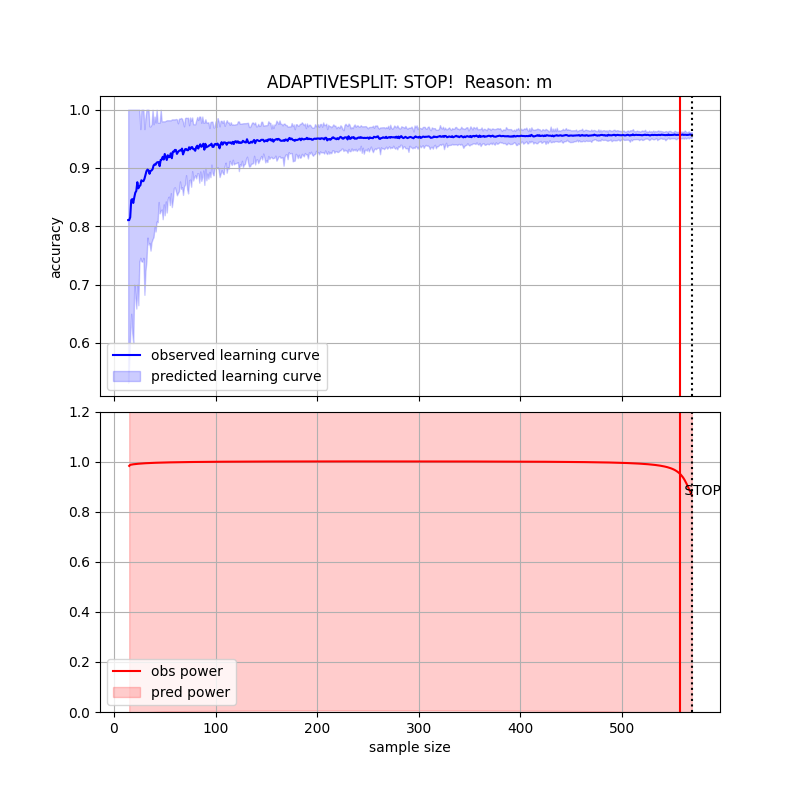 ADAPTIVESPLIT: STOP!  Reason: m
1.0
0.9
0.8
0.7
0.6
accuracy
observed learning curve
predicted learning curve
1.2
1.0
0.8
0.6
0.4
0.2
0.0
STOP
obs power
pred power
0 100 200 300 400 500
sample size